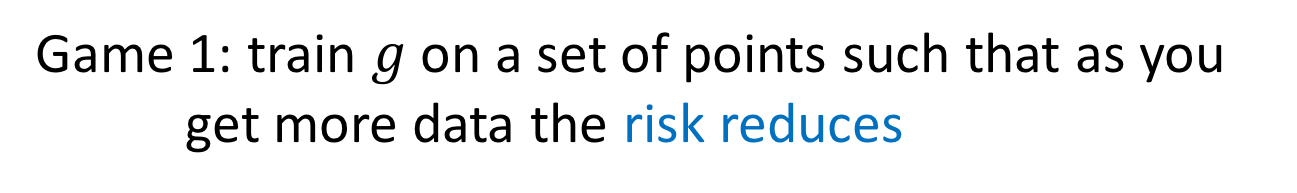 Game 1: train g on a set of points such that as you
get more data the risk reduces